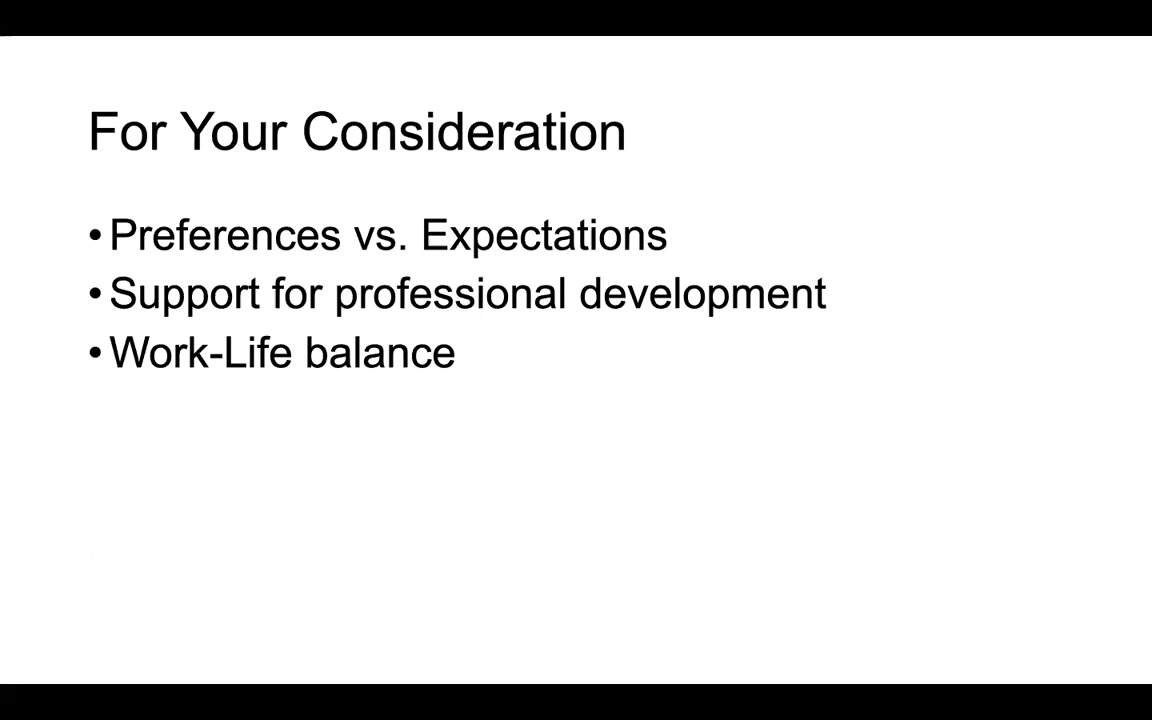 For Your Consideration
• Preferences vs. Expectations
• Support for professional development
• Work-Life balance